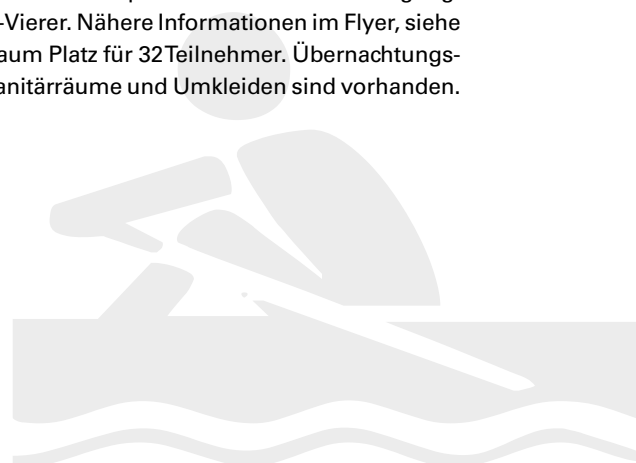 -Vierer. Nähere Informationen im Flyer, siehe
aum Platz für 32 Teilnehmer. Übernachtungs-
anitärräume und Umkleiden sind vorhanden.